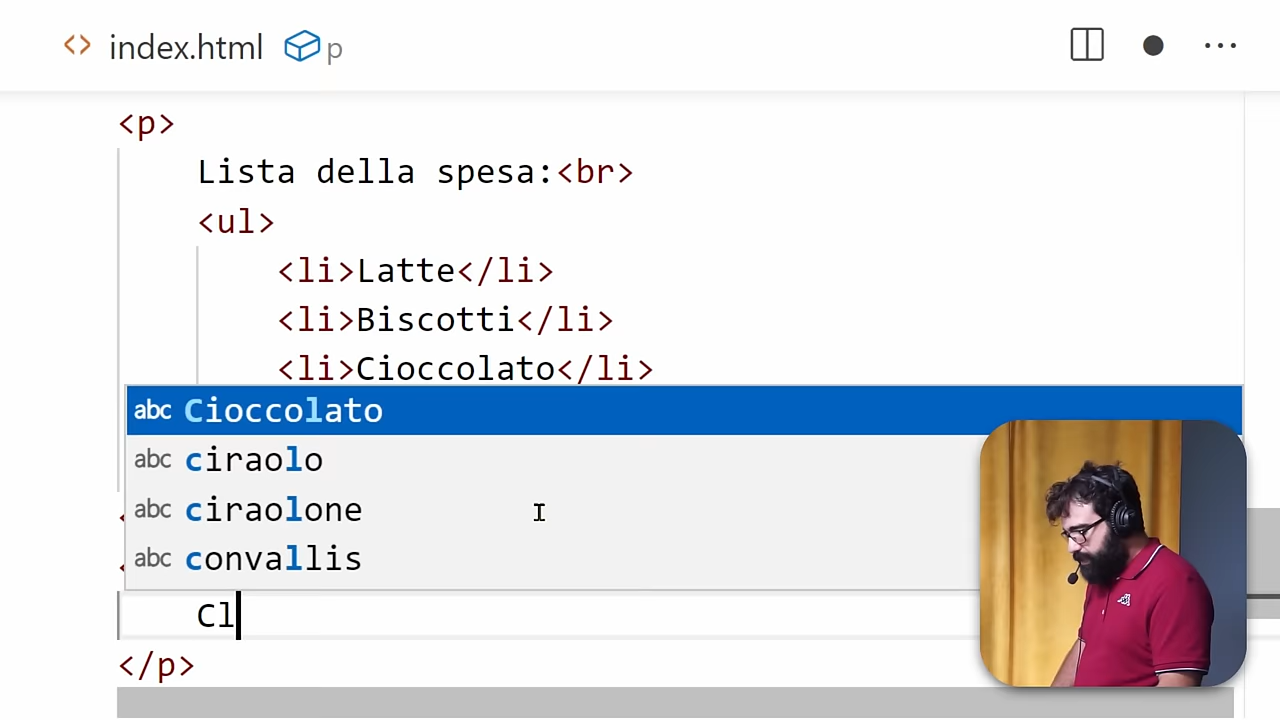 index.html p
<p>
Lista della spesa:<br>
<ul>
<li>Latte</li>
<li>Biscotti</li>
<li>Cioccolato</li>
abc Cioccolato
abc ciraolo
abc ciraolone
abc convallis
Cl
</p>